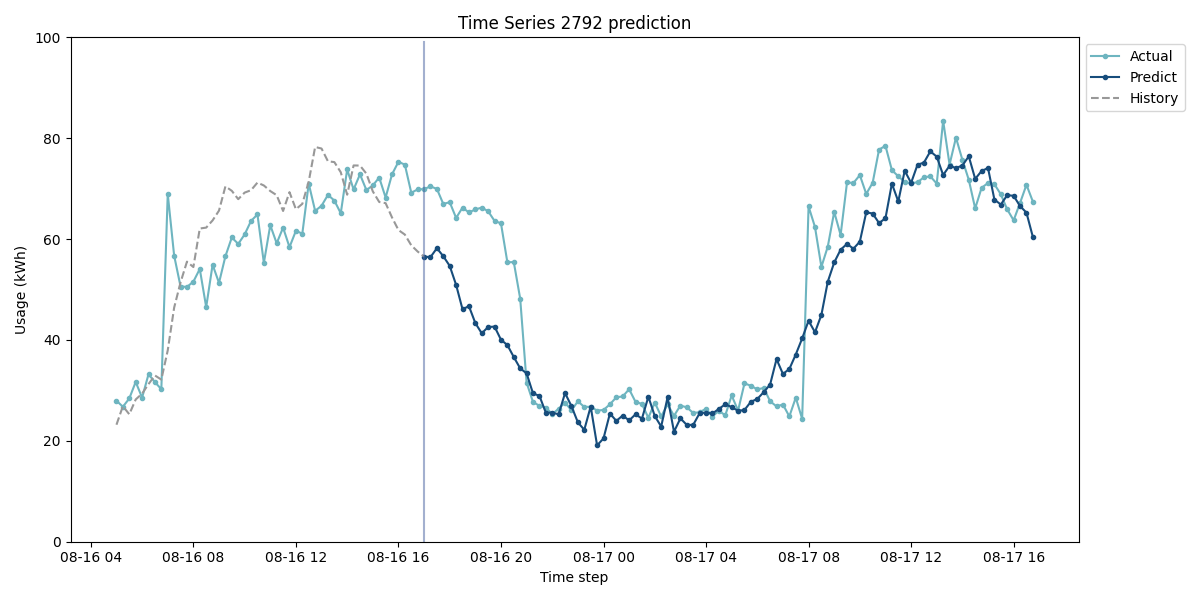 Time Series 2792 prediction
Usage (kWh)
100
80
60
40
20
0
08-16 04
08-16 08
08-16 12
08-16 16
08-16 20
08-17 00
08-17 04
08-17 08
08-17 12
08-17 16
Time step
Actual
Predict
History